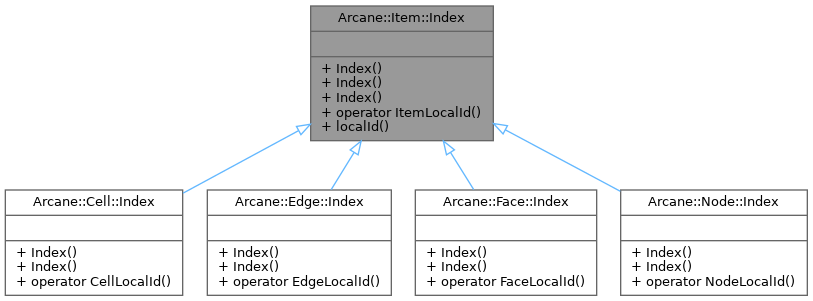 Arcane::Item::Index
+ Index()
+ Index()
+ Index()
+ operator ItemLocalId()
+ localId()
Arcane::Cell::Index
+ Index()
+ Index()
+ operator CellLocalId()
Arcane::Edge::Index
+ Index()
+ Index()
+ operator EdgeLocalId()
Arcane::Face::Index
+ Index()
+ Index()
+ operator FaceLocalId()
Arcane::Node::Index
+ Index()
+ Index()
+ operator NodeLocalId()